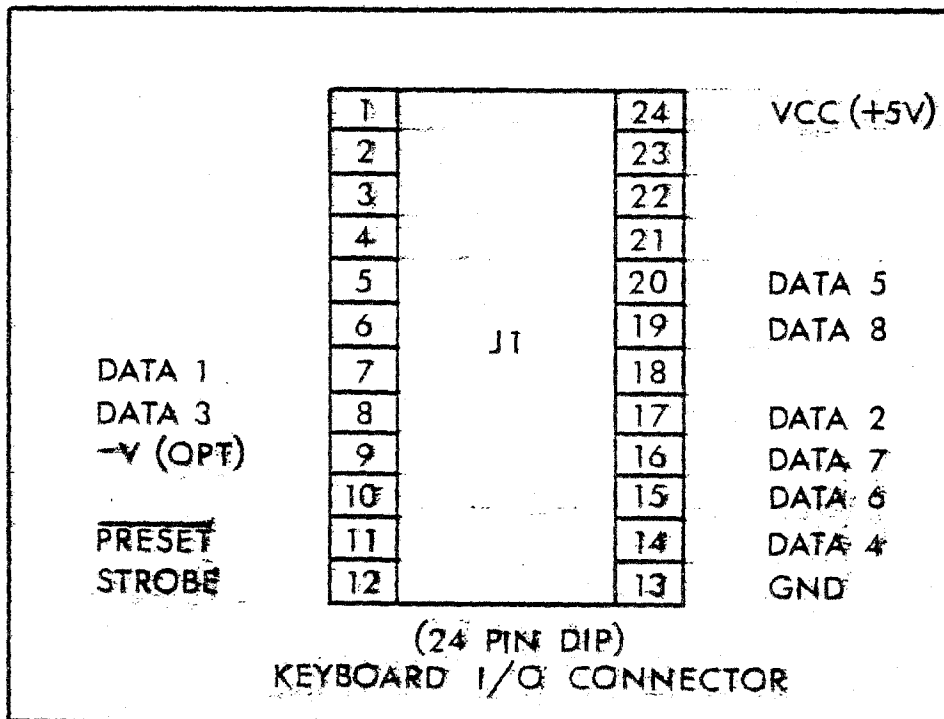 1 24 VCC (+5V)
2 23
3 22
4 21
5 20 DATA 5
6 J1 19 DATA 8
DATA 1 7 18
DATA 3 8 17 DATA 2
-V (OPT) 9 16 DATA 7
10 15 DATA 6
PRESET 11 14 DATA 4
STROBE 12 13 GND
(24 PIN DIP)
KEYBOARD I/O CONNECTOR